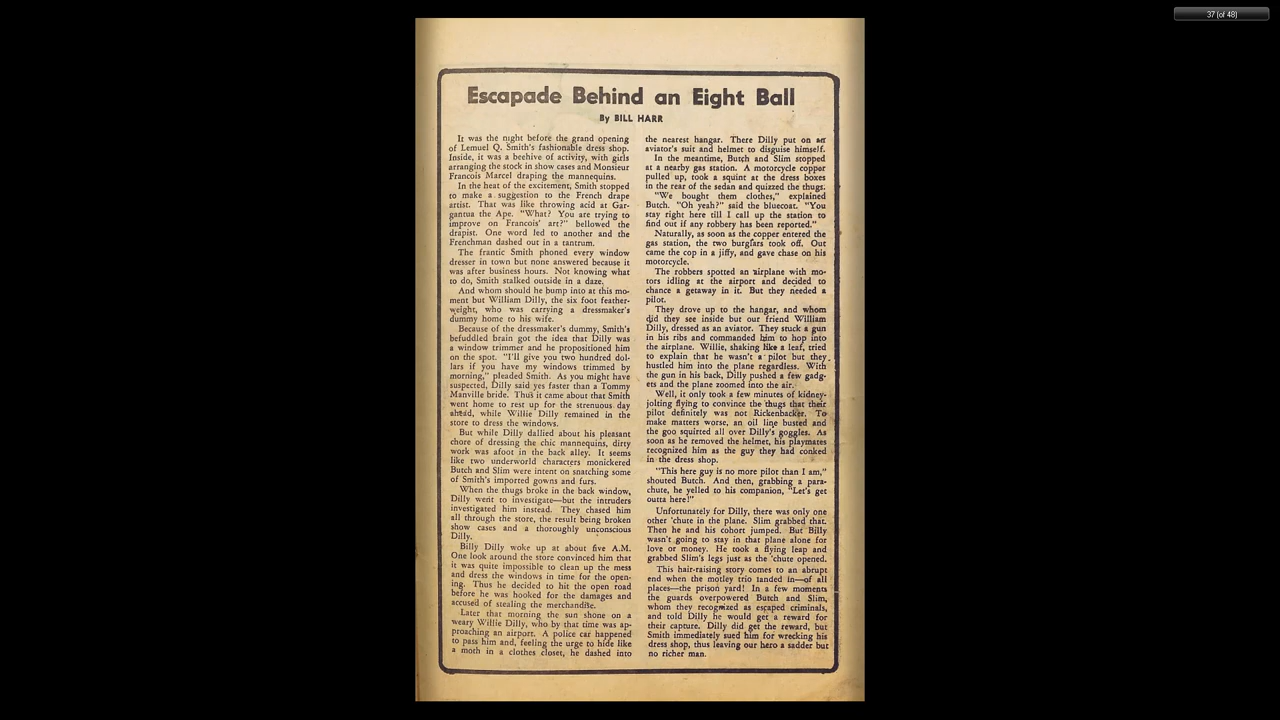 37 (of 48)
Escapade Behind an Eight Ball
By BILL HARR
It was the night before the grand opening
of Lemuel Q. Smith's fashionable dress shop.
Inside, it was a beehive of activity, with girls
arranging the stock in show cases and Monsieur
Francois Marcel draping the mannequins.
In the heat of the excitement, Smith stopped
to make a suggestion to the French drape
artist. That was like throwing acid at Gar-
gantua the Ape. "What? You are trying to
improve on Francois' art?" bellowed the
drapist. One word led to another and the
Frenchman dashed out in a tantrum.
The frantic Smith phoned every window
dresser in town but none answered because it
was after business hours. Not knowing what
to do, Smith stalked outside in a daze.
And whom should he bump into at this mo-
ment but William Dilly, the six foot feather-
weight, who was carrying a dressmaker's
dummy home to his wife.
Because of the dressmaker's dummy, Smith's
befuddled brain got the idea that Dilly was
a window trimmer and he propositioned him
on the spot. "I'll give you two hundred dol-
lars if you have my windows trimmed by
morning," pleaded Smith. As you might have
suspected, Dilly said yes faster than a Tommy
Manville bride. Thus it came about that Smith
went home to rest up for the strenuous day
ahead, while Willie Dilly remained in the
store to dress the windows.
But while Dilly dallied about his pleasant
chore of dressing the chic mannequins, dirty
work was afoot in the back alley. It seems
like two underworld characters monickered
Butch and Slim were intent on snatching some
of Smith's imported gowns and furs.
When the thugs broke in the back window,
Dilly went to investigate—but the intruders
investigated him instead. They chased him
all through the store, the result being broken
show cases and a thoroughly unconscious
Dilly.
Billy Dilly woke up at about five A.M.
One look around the store convinced him that
it was quite impossible to clean up the mess
and dress the windows in time for the open-
ing. Thus he decided to hit the open road
before he was hooked for the damages and
accused of stealing the merchandise.
Later that morning the sun shone on a
weary Willie Dilly, who by that time was ap-
proaching an airport. A police car happened
to pass him and, feeling the urge to hide like
a moth in a clothes closet, he dashed into
the nearest hangar. There Dilly put on an
aviator's suit and helmet to disguise himself.
In the meantime, Butch and Slim stopped
at a nearby gas station. A motorcycle copper
pulled up, took a squint at the dress boxes
in the rear of the sedan and quizzed the thugs.
"We bought them clothes," explained
Butch. "Oh yeah?" said the bluecoat. "You
stay right here till I call up the station to
find out if any robbery has been reported."
Naturally, as soon as the copper entered the
gas station, the two burglars took off. Out
came the cop in a jiffy, and gave chase on his
motorcycle.
The robbers spotted an airplane with mo-
tors idling at the airport and decided to
chance a getaway in it. But they needed a
pilot.
They drove up to the hangar, and whom
did they see inside but our friend William
Dilly, dressed as an aviator. They stuck a gun
in his ribs and commanded him to hop into
the airplane. Willie, shaking like a leaf, tried
to explain that he wasn't a pilot but they
hustled him into the plane regardless. With
the gun in his back, Dilly pushed a few gadg-
ets and the plane zoomed into the air.
Well, it only took a few minutes of kidney-
jolting flying to convince the thugs that their
pilot definitely was not Rickenbacker. To
make matters worse, an oil line busted and
the goo squirted all over Dilly's goggles. As
soon as he removed the helmet, his playmates
recognized him as the guy they had conked
in the dress shop.
"This here guy is no more pilot than I am,"
shouted Butch. And then, grabbing a para-
chute, he yelled to his companion, "Let's get
outta here!"
Unfortunately for Dilly, there was only one
other 'chute in the plane. Slim grabbed that.
Then he and his cohort jumped. But Billy
wasn't going to stay in that plane alone for
love or money. He took a flying leap and
grabbed Slim's legs just as the 'chute opened.
This hair-raising story comes to an abrupt
end when the motley trio landed in—of all
places—the prison yard! In a few moments
the guards overpowered Butch and Slim,
whom they recognized as escaped criminals,
and told Dilly he would get a reward for
their capture. Dilly did get the reward, but
Smith immediately sued him for wrecking his
dress shop, thus leaving our hero a sadder but
no richer man.